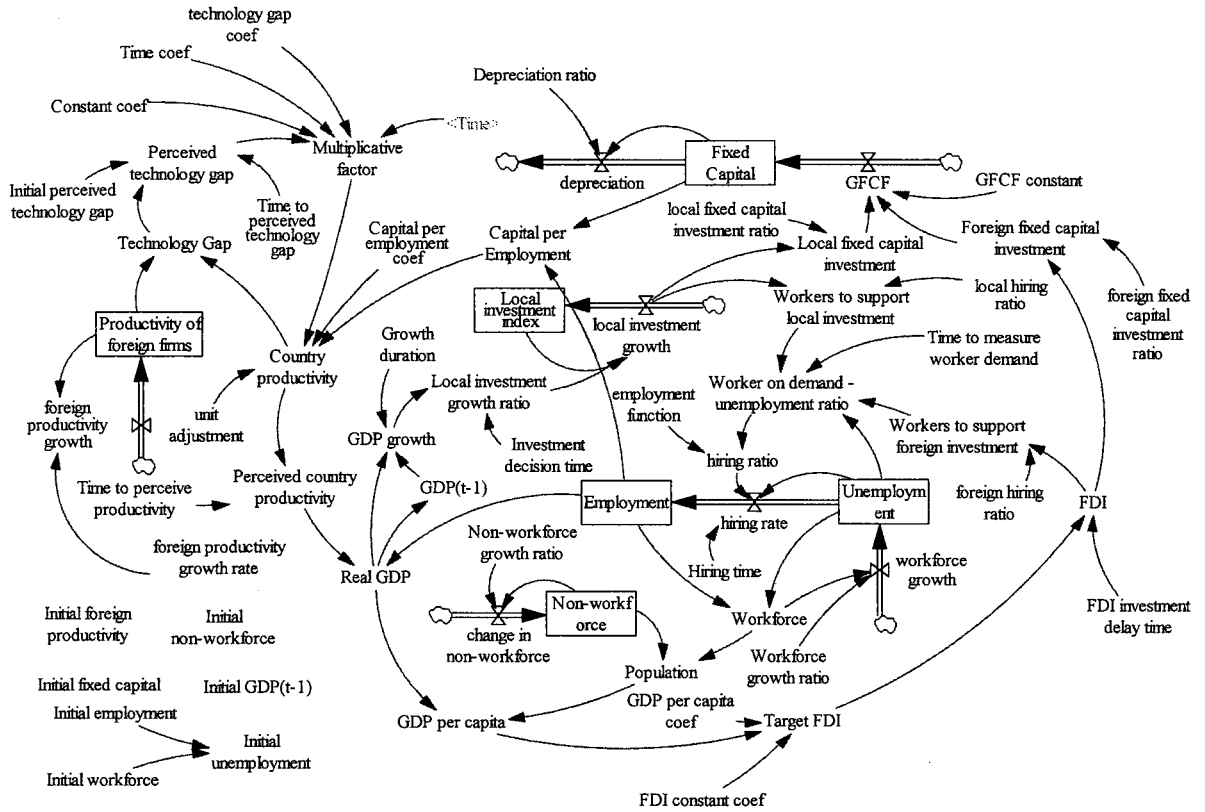 technology gap
coef
Time coef
Constant coef
Depreciation ratio
<Time>
Multiplicative
factor
Perceived
technology gap
Initial perceived
technology gap
Time to
perceived
technology
gap
Fixed
Capital
depreciation
GFCF
GFCF constant
Technology Gap
Capital per
employment
coef
Capital per
Employment
local fixed capital
investment ratio
Local fixed capital
investment
Foreign fixed capital
investment
Local
investment
index
local investment
growth
Workers to support
local investment
local hiring
ratio
foreign fixed
capital
investment
ratio
Productivity of
foreign firms
Country
productivity
Growth
duration
Time to measure
worker demand
Local investment
growth ratio
Worker on demand -
unemployment ratio
employment
function
foreign
productivity
growth
unit
adjustment
GDP growth
Investment
decision time
hiring ratio
Workers to support
foreign investment
Time to perceive
productivity
Perceived country
productivity
GDP(t-1)
Employment
hiring rate
Unemploym
ent
foreign hiring
ratio
FDI
foreign productivity
growth rate
Real GDP
Non-workforce
growth ratio
Hiring time
workforce
growth
Initial foreign
productivity
Initial
non-workforce
change in
non-workforce
Non-workf
orce
Workforce
FDI investment
delay time
Workforce
growth ratio
Population
Initial fixed capital
Initial GDP(t-1)
Initial employment
Initial
unemployment
Initial workforce
GDP per capita
GDP per capita
coef
Target FDI
FDI constant coef